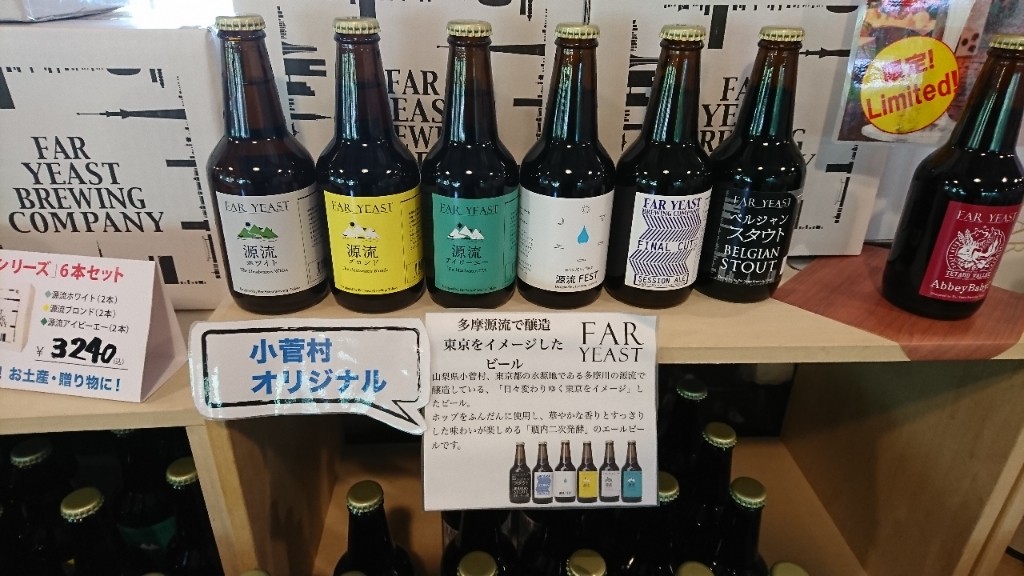 FAR
YEAST
BREWING
COMPANY
FAR
YEAST
BREWING
シリーズ」6本セット
源流ホワイト(2本)
源流ブロンド(2本)
源流アイピーエー(2本)
¥3240
お土産・贈り物に!
FAR YEAST
源流
ホワイト
FAR YEAST
源流
ブロンド
FAR YEAST
源流
アイピーエー
源流 FEST
FAR YEAST
BREWING COMPANY
FINAL CUT
SESSION ALE
FAR YEAST
ベルジャン
スタウト
BELGIAN
STOUT
限定!
Limited!
FAR YEAST
小菅村
オリジナル
多摩源流で醸造
東京をイメージした
ビール
FAR
YEAST
山梨県小菅村、東京都の水源地である多摩川の源流で
醸造している、「日々変わりゆく東京をイメージ」し
たビール。
ホップをふんだんに使用し、華やかな香りとすっきり
した味わいが楽しめる「瓶内二次発酵」のエールビー
ルです。